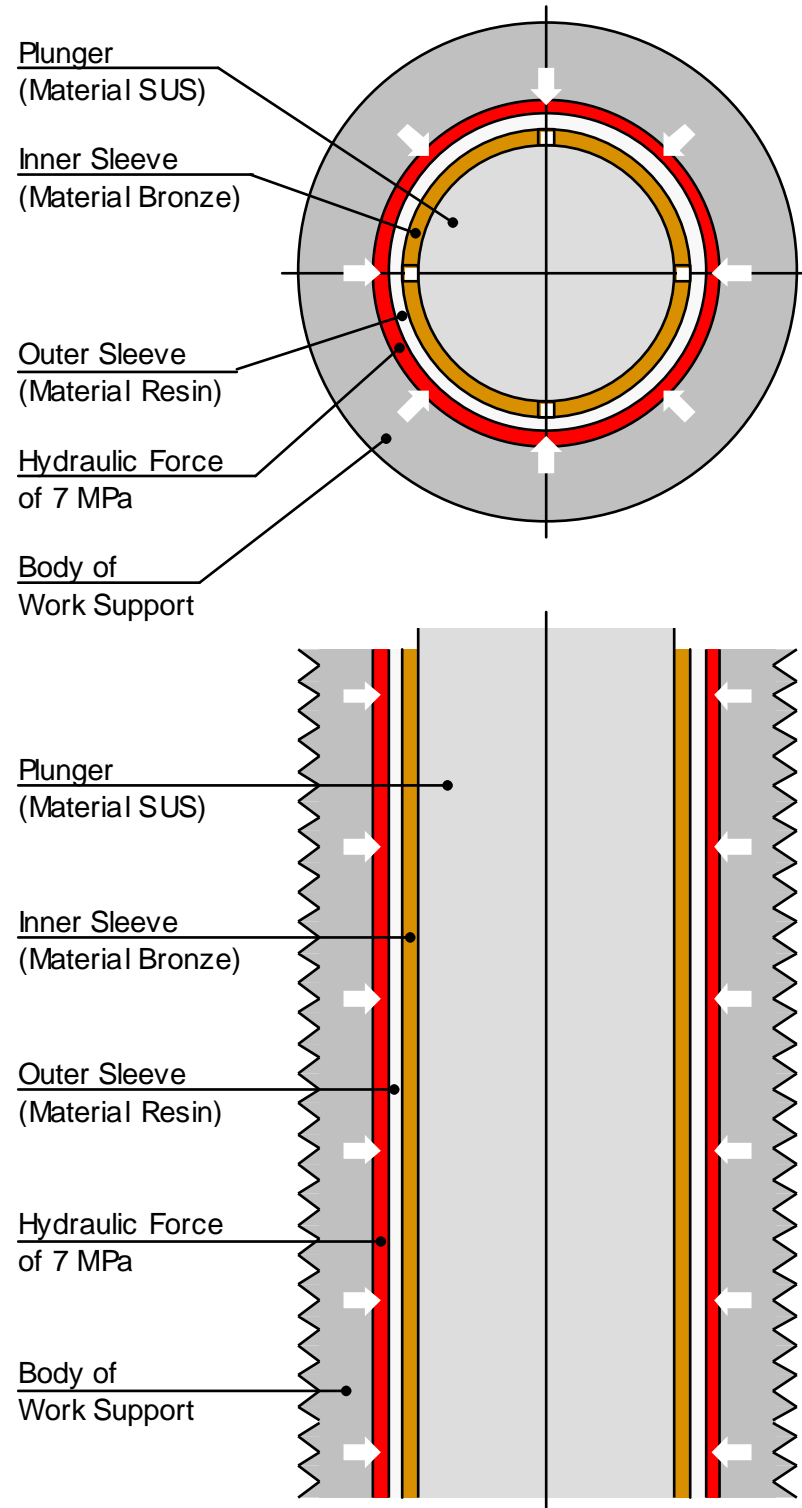 Plunger
(Material SUS)
Inner Sleeve
(Material Bronze)
Outer Sleeve
(Material Resin)
Hydraulic Force
of 7 MPa
Body of
Work Support
Plunger
(Material SUS)
Inner Sleeve
(Material Bronze)
Outer Sleeve
(Material Resin)
Hydraulic Force
of 7 MPa
Body of
Work Support